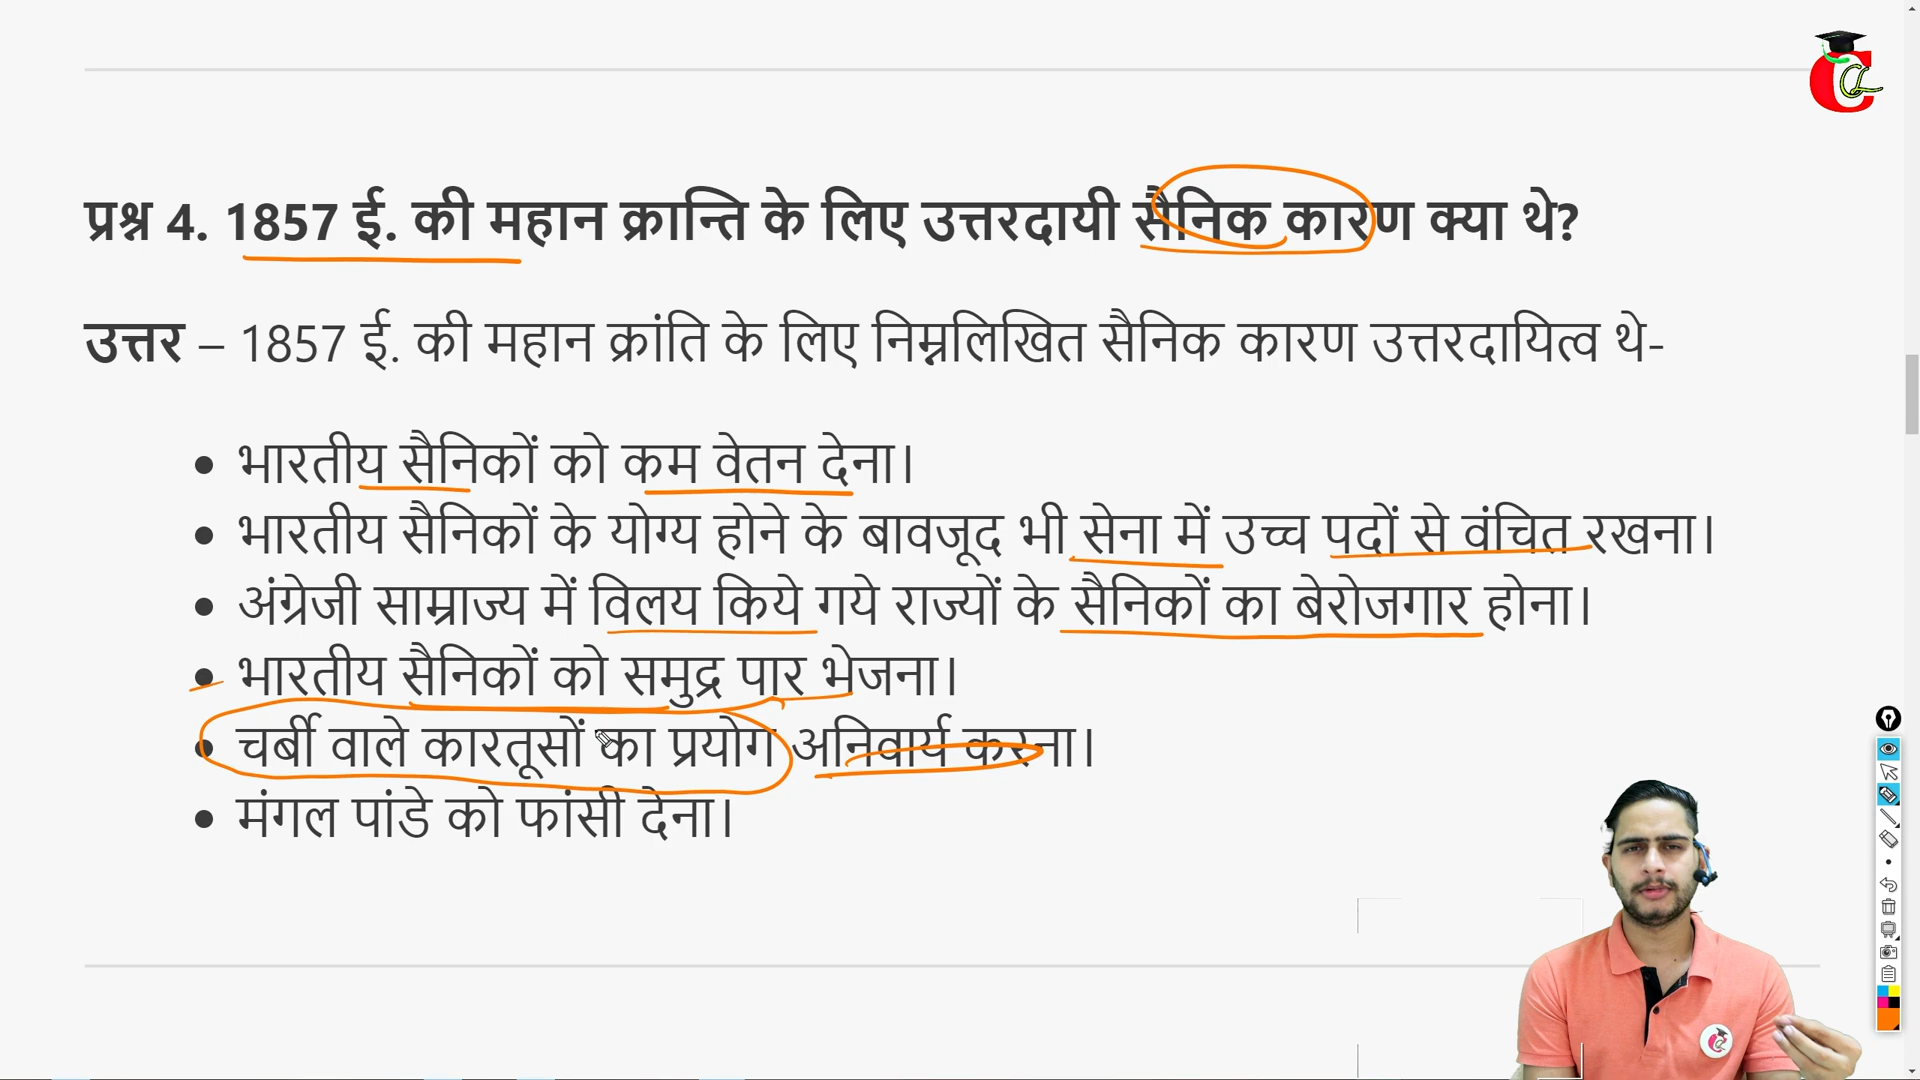 प्रश्न 4. 1857 ई. की महान क्रान्ति के लिए उत्तरदायी सैनिक कारण क्या थे?
उत्तर – 1857 ई. की महान क्रांति के लिए निम्नलिखित सैनिक कारण उत्तरदायित्व थे-
• भारतीय सैनिकों को कम वेतन देना।
• भारतीय सैनिकों के योग्य होने के बावजूद भी सेना में उच्च पदों से वंचित रखना।
• अंग्रेजी साम्राज्य में विलय किये गये राज्यों के सैनिकों का बेरोजगार होना।
• भारतीय सैनिकों को समुद्र पार भेजना।
• चर्बी वाले कारतूसों का प्रयोग अनिवार्य करना।
• मंगल पांडे को फांसी देना।